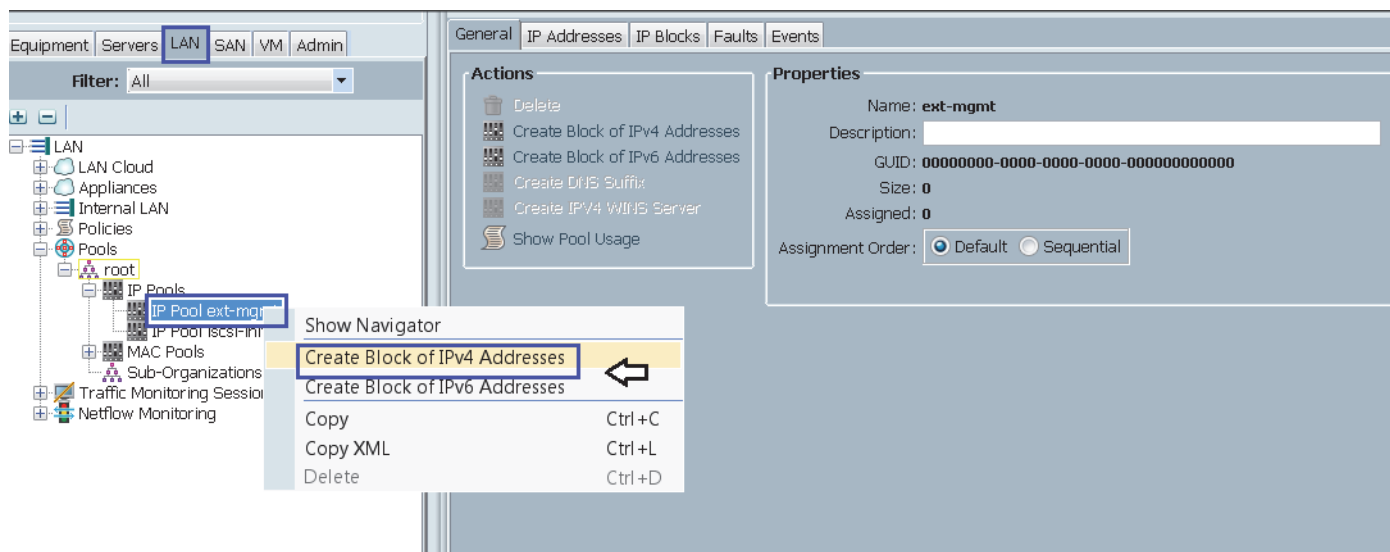 Equipment Servers LAN SAN VM Admin
Filter: All
LAN
LAN Cloud
Appliances
Internal LAN
Policies
Pools
root
IP Pools
IP Pool ext-mgmt
IP Pool
MAC Pools
Sub-Organizations
Traffic Monitoring
Netflow Monitoring
Show Navigator
Create Block of IPv4 Addresses
Create Block of IPv6 Addresses
Copy Ctrl+C
Copy XML Ctrl+L
Delete Ctrl+D
General IP Addresses IP Blocks Faults Events
Actions
Delete
Create Block of IPv4 Addresses
Create Block of IPv6 Addresses
Create DNS Suffix
Create IPV4 WINS Server
Show Pool Usage
Properties
Name: ext-mgmt
Description:
GUID: 00000000-0000-0000-0000-000000000000
Size: 0
Assigned: 0
Assignment Order: Default Sequential